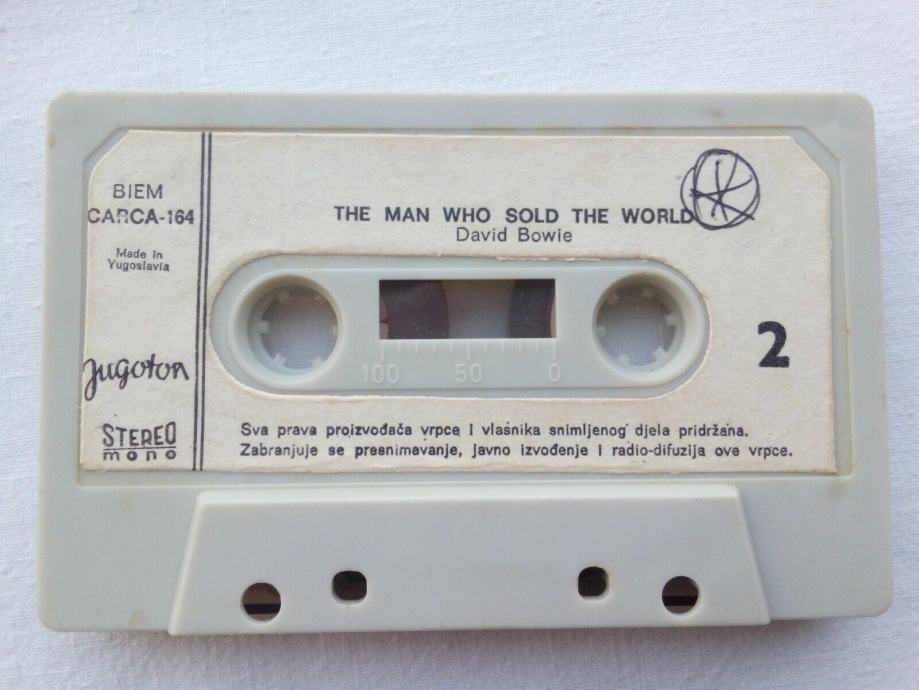 BIEM
CARCA-164
Made in
Yugoslavia
Jugoton
STEREO
mono
THE MAN WHO SOLD THE WORLD
David Bowie
2
100 50 0
Sva prava proizvođača vrpce i vlasnika snimljenog djela pridržana.
Zabranjuje se presnimavanje, javno izvođenje i radio-difuzija ove vrpce.